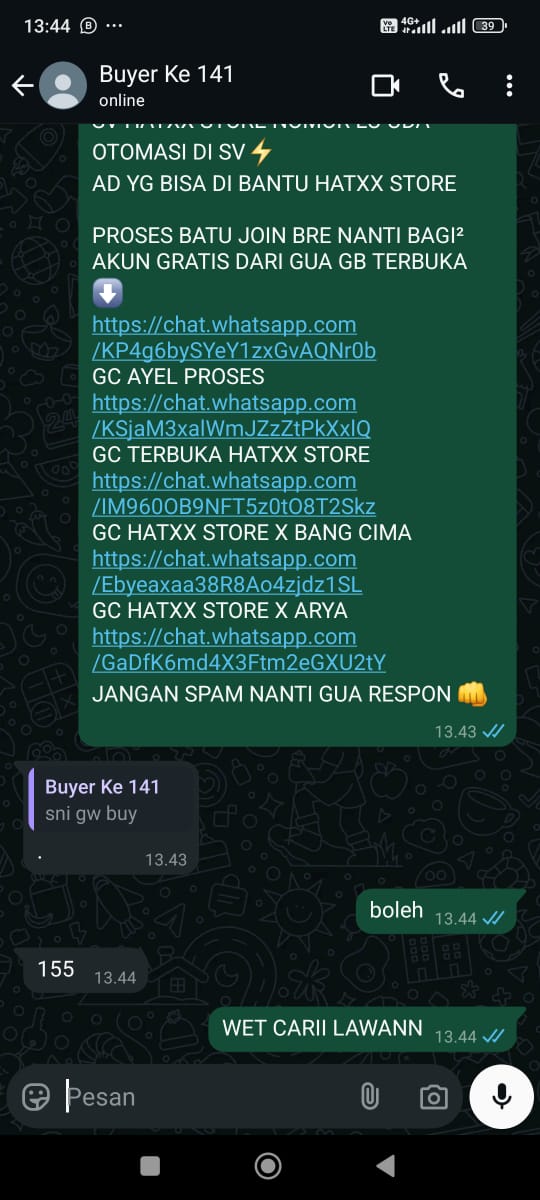 13:44
VoLTE 4G+ 39
Buyer Ke 141
online
OTOMASI DI SV⚡
AD YG BISA DI BANTU HATXX STORE
PROSES BATU JOIN BRE NANTI BAGI²
AKUN GRATIS DARI GUA GB TERBUKA
⬇️
https://chat.whatsapp.com
/KP4g6bySYeY1zxGvAQNr0b
GC AYEL PROSES
https://chat.whatsapp.com
/KSjaM3xalWmJZzZtPkXxlQ
GC TERBUKA HATXX STORE
https://chat.whatsapp.com
/IM960OB9NFT5z0tO8T2Skz
GC HATXX STORE X BANG CIMA
https://chat.whatsapp.com
/Ebyeaxaa38R8Ao4zjdz1SL
GC HATXX STORE X ARYA
https://chat.whatsapp.com
/GaDfK6md4X3Ftm2eGXU2tY
JANGAN SPAM NANTI GUA RESPON 👊
13.43
Buyer Ke 141
sni gw buy
. 13.43
boleh 13.44
155 13.44
WET CARII LAWANN 13.44
Pesan